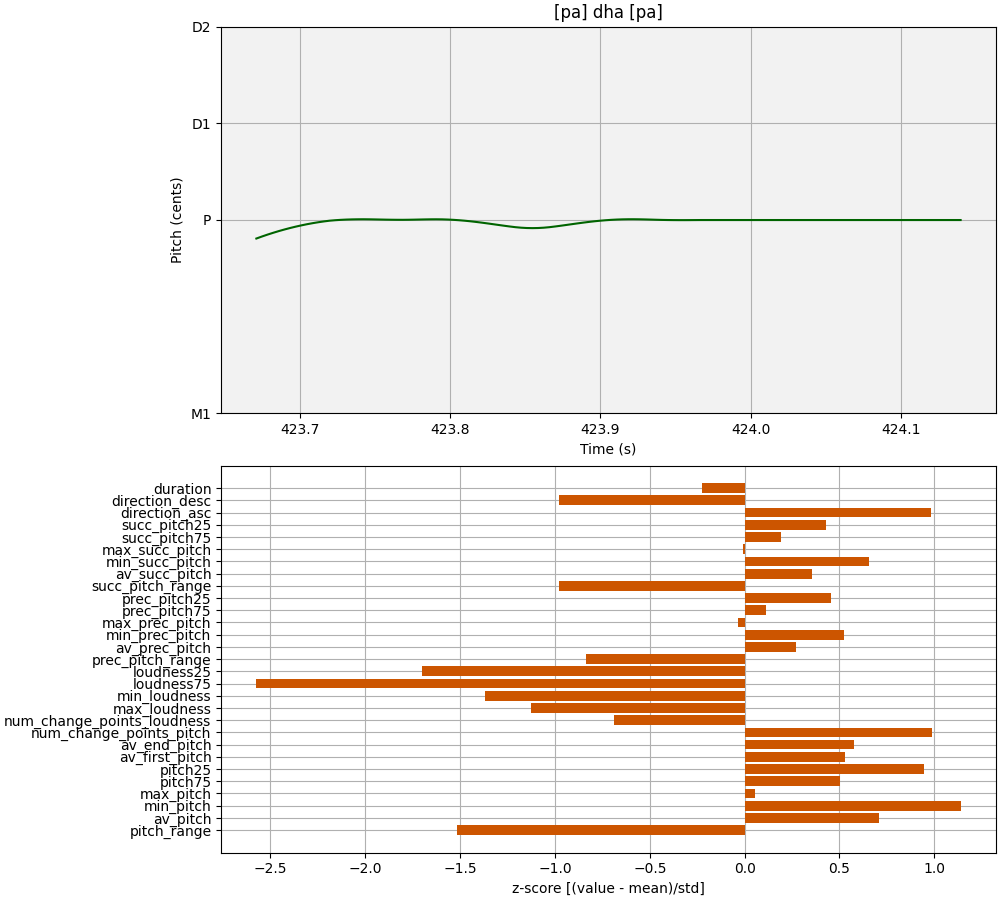 [pa] dha [pa]
D2
D1
P
M1
Pitch (cents)
423.7 423.8 423.9 424.0 424.1
Time (s)
duration
direction_desc
direction_asc
succ_pitch25
succ_pitch75
max_succ_pitch
min_succ_pitch
av_succ_pitch
succ_pitch_range
prec_pitch25
prec_pitch75
max_prec_pitch
min_prec_pitch
av_prec_pitch
prec_pitch_range
loudness25
loudness75
min_loudness
max_loudness
num_change_points_loudness
num_change_points_pitch
av_end_pitch
av_first_pitch
pitch25
pitch75
max_pitch
min_pitch
av_pitch
pitch_range
−2.5 −2.0 −1.5 −1.0 −0.5 0.0 0.5 1.0
z-score [(value - mean)/std]